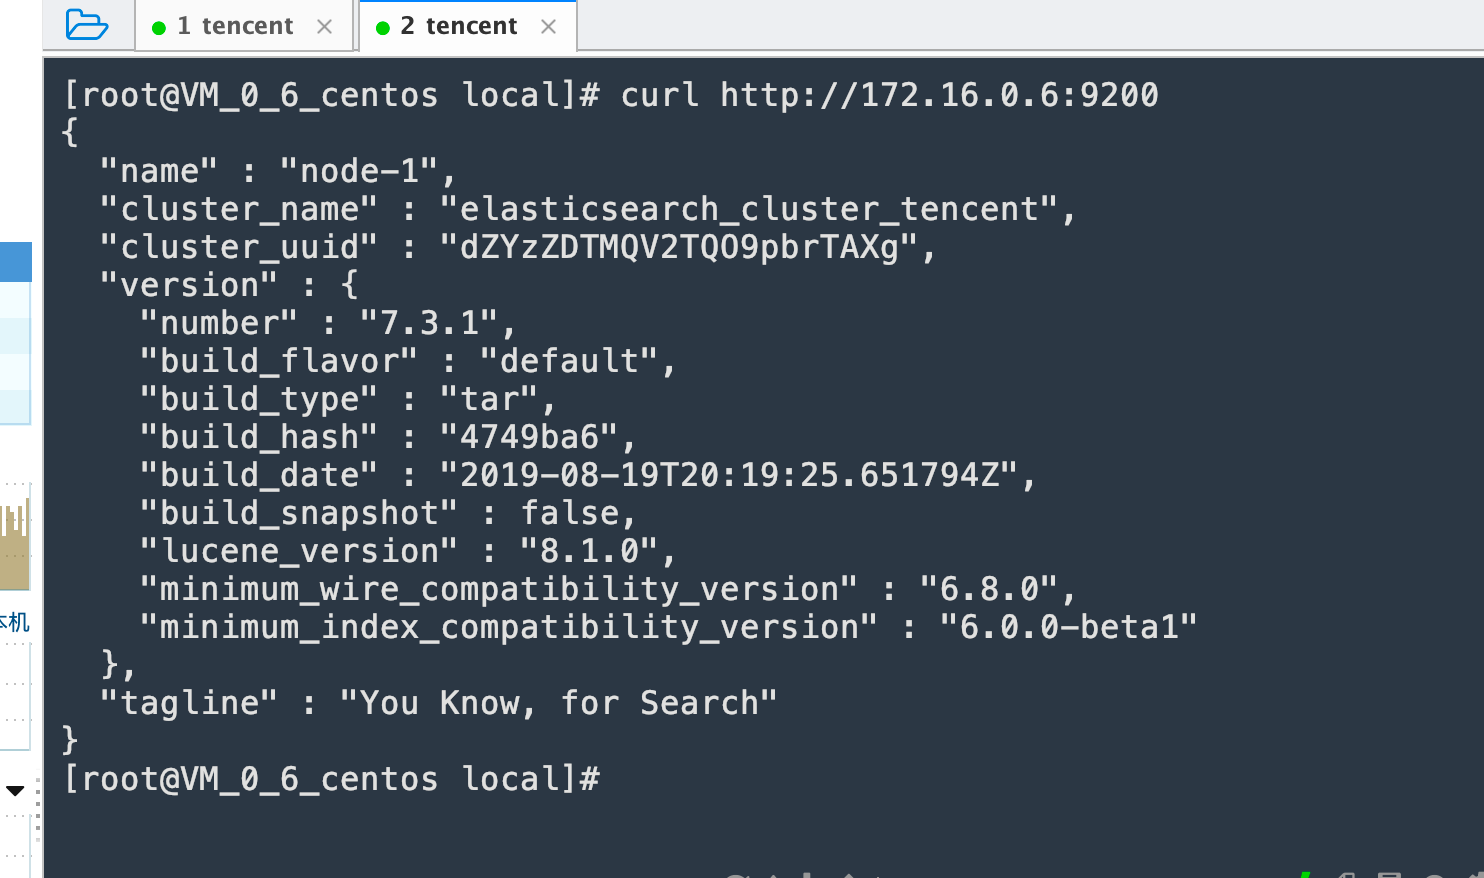 1 tencent
2 tencent
[root@VM_0_6_centos local]# curl http://172.16.0.6:9200
{
  "name" : "node-1",
  "cluster_name" : "elasticsearch_cluster_tencent",
  "cluster_uuid" : "dZYzZDTMQV2TQO9pbrTAXg",
  "version" : {
    "number" : "7.3.1",
    "build_flavor" : "default",
    "build_type" : "tar",
    "build_hash" : "4749ba6",
    "build_date" : "2019-08-19T20:19:25.651794Z",
    "build_snapshot" : false,
    "lucene_version" : "8.1.0",
    "minimum_wire_compatibility_version" : "6.8.0",
    "minimum_index_compatibility_version" : "6.0.0-beta1"
  },
  "tagline" : "You Know, for Search"
}
[root@VM_0_6_centos local]#
本机